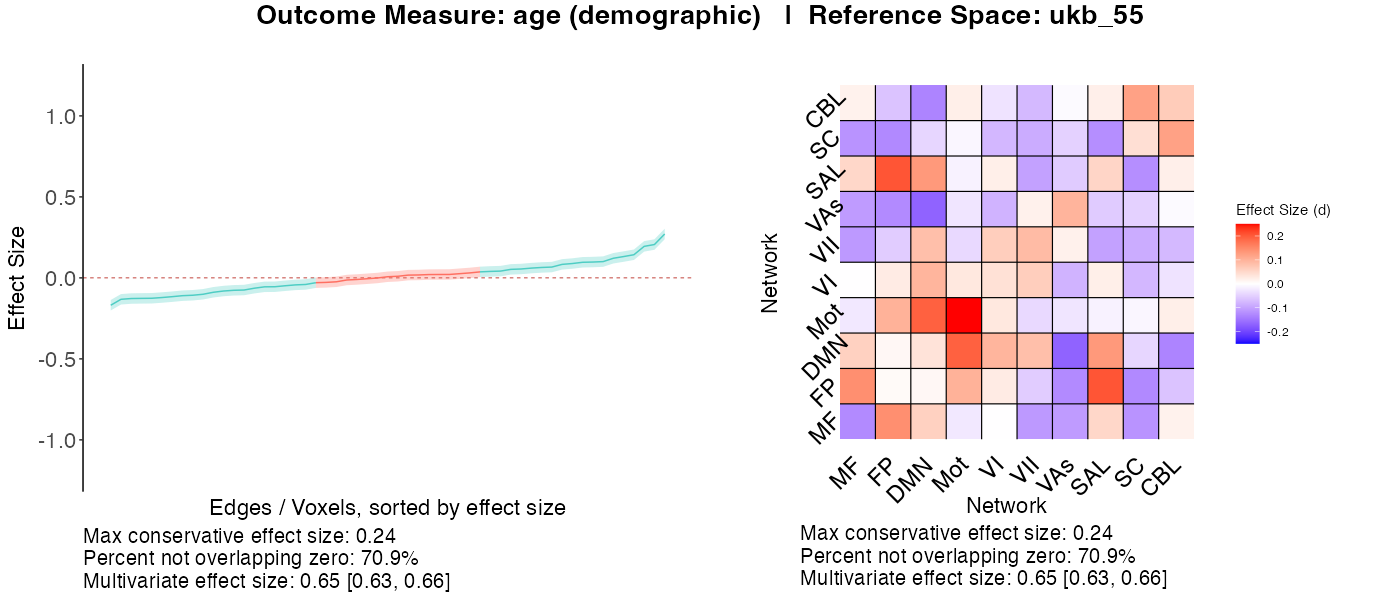 Outcome Measure: age (demographic) | Reference Space: ukb_55
Effect Size
1.0
0.5
0.0
-0.5
-1.0
Edges / Voxels, sorted by effect size
Max conservative effect size: 0.24
Percent not overlapping zero: 70.9%
Multivariate effect size: 0.65 [0.63, 0.66]
Network
CBL
SC
SAL
VAs
VII
VI
Mot
DMN
FP
MF
MF
FP
DMN
Mot
VI
VII
VAs
SAL
SC
CBL
Network
Max conservative effect size: 0.24
Percent not overlapping zero: 70.9%
Multivariate effect size: 0.65 [0.63, 0.66]
Effect Size (d)
0.2
0.1
0.0
-0.1
-0.2